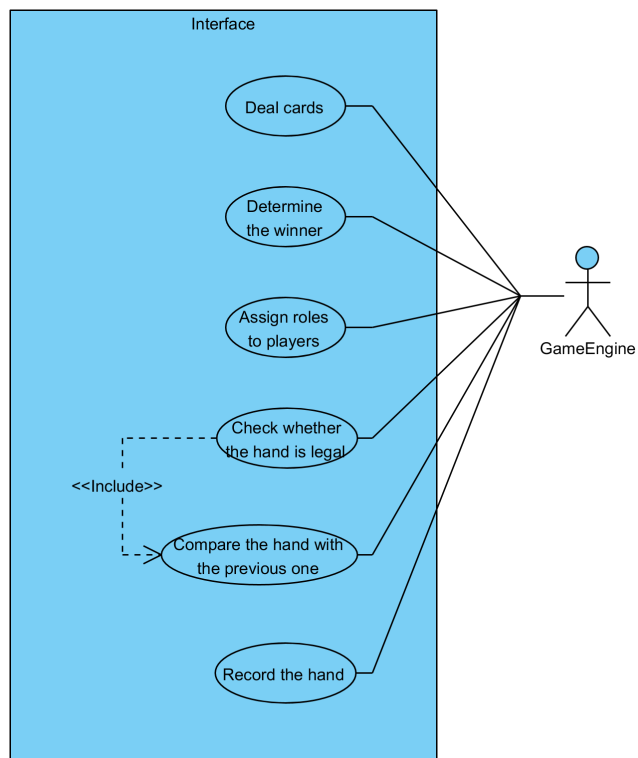 Interface
Deal cards
Determine
the winner
Assign roles
to players
GameEngine
Check whether
the hand is legal
<<Include>>
Compare the hand with
the previous one
Record the hand